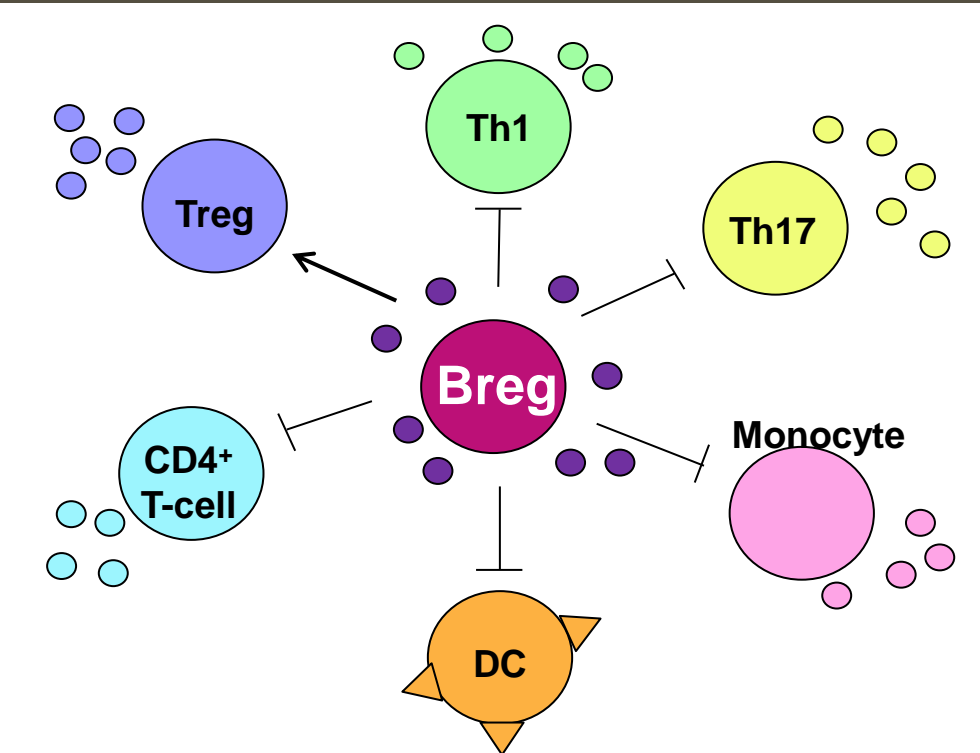 Th1
Treg
Th17
Breg
Monocyte
CD4⁺
T-cell
DC